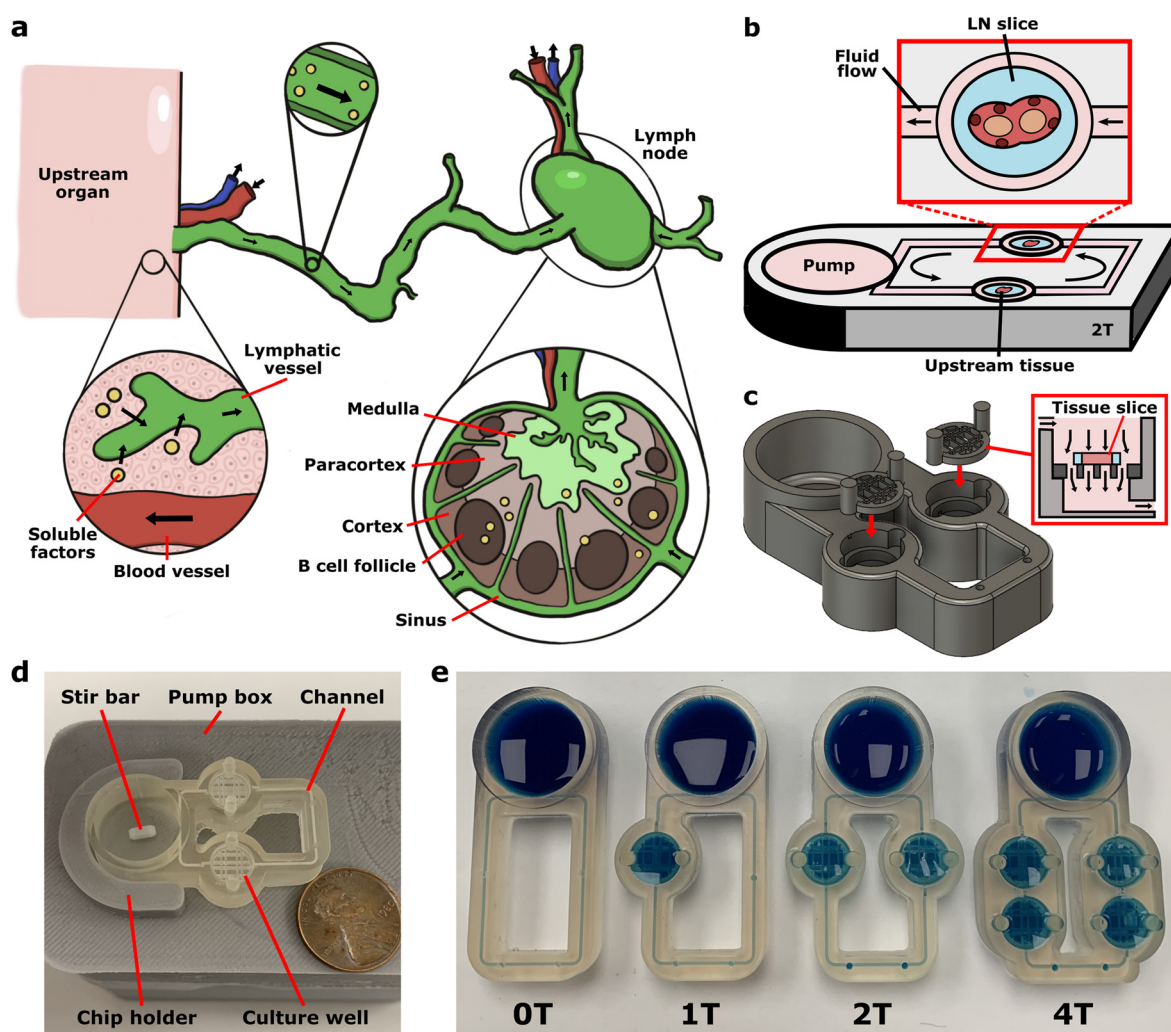 a
Upstream
organ
Lymph
node
Lymphatic
vessel
Soluble
factors
Blood vessel
Medulla
Paracortex
Cortex
B cell follicle
Sinus
b
LN slice
Fluid
flow
Pump
2T
Upstream tissue
c
Tissue slice
d
Stir bar
Pump box
Channel
Chip holder
Culture well
e
0T
1T
2T
4T